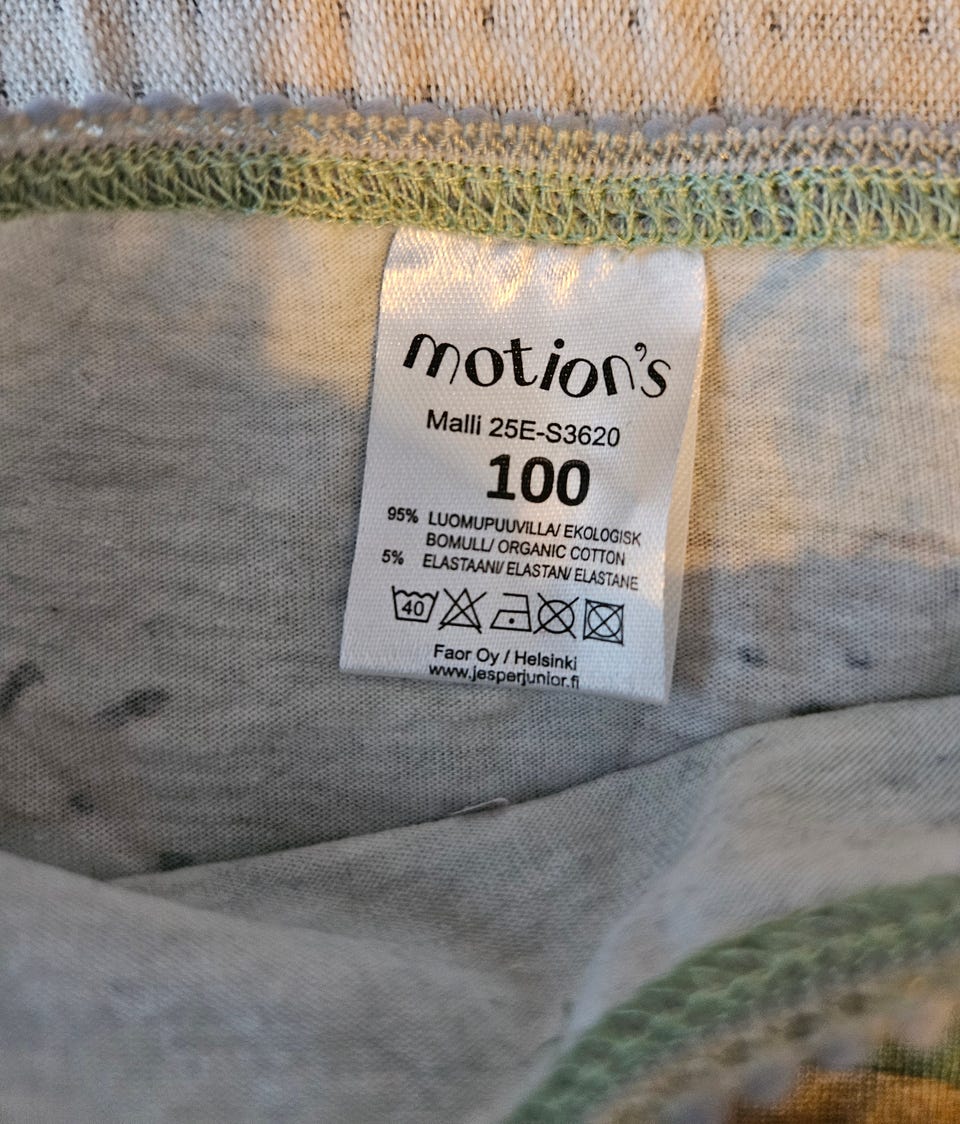 motion's
Malli 25E-S3620
100
95% LUOMUPUUVILLA/ EKOLOGISK
BOMULL/ ORGANIC COTTON
5% ELASTAANI/ ELASTAN/ ELASTANE
40
Faor Oy / Helsinki
www.jesperjunior.fi